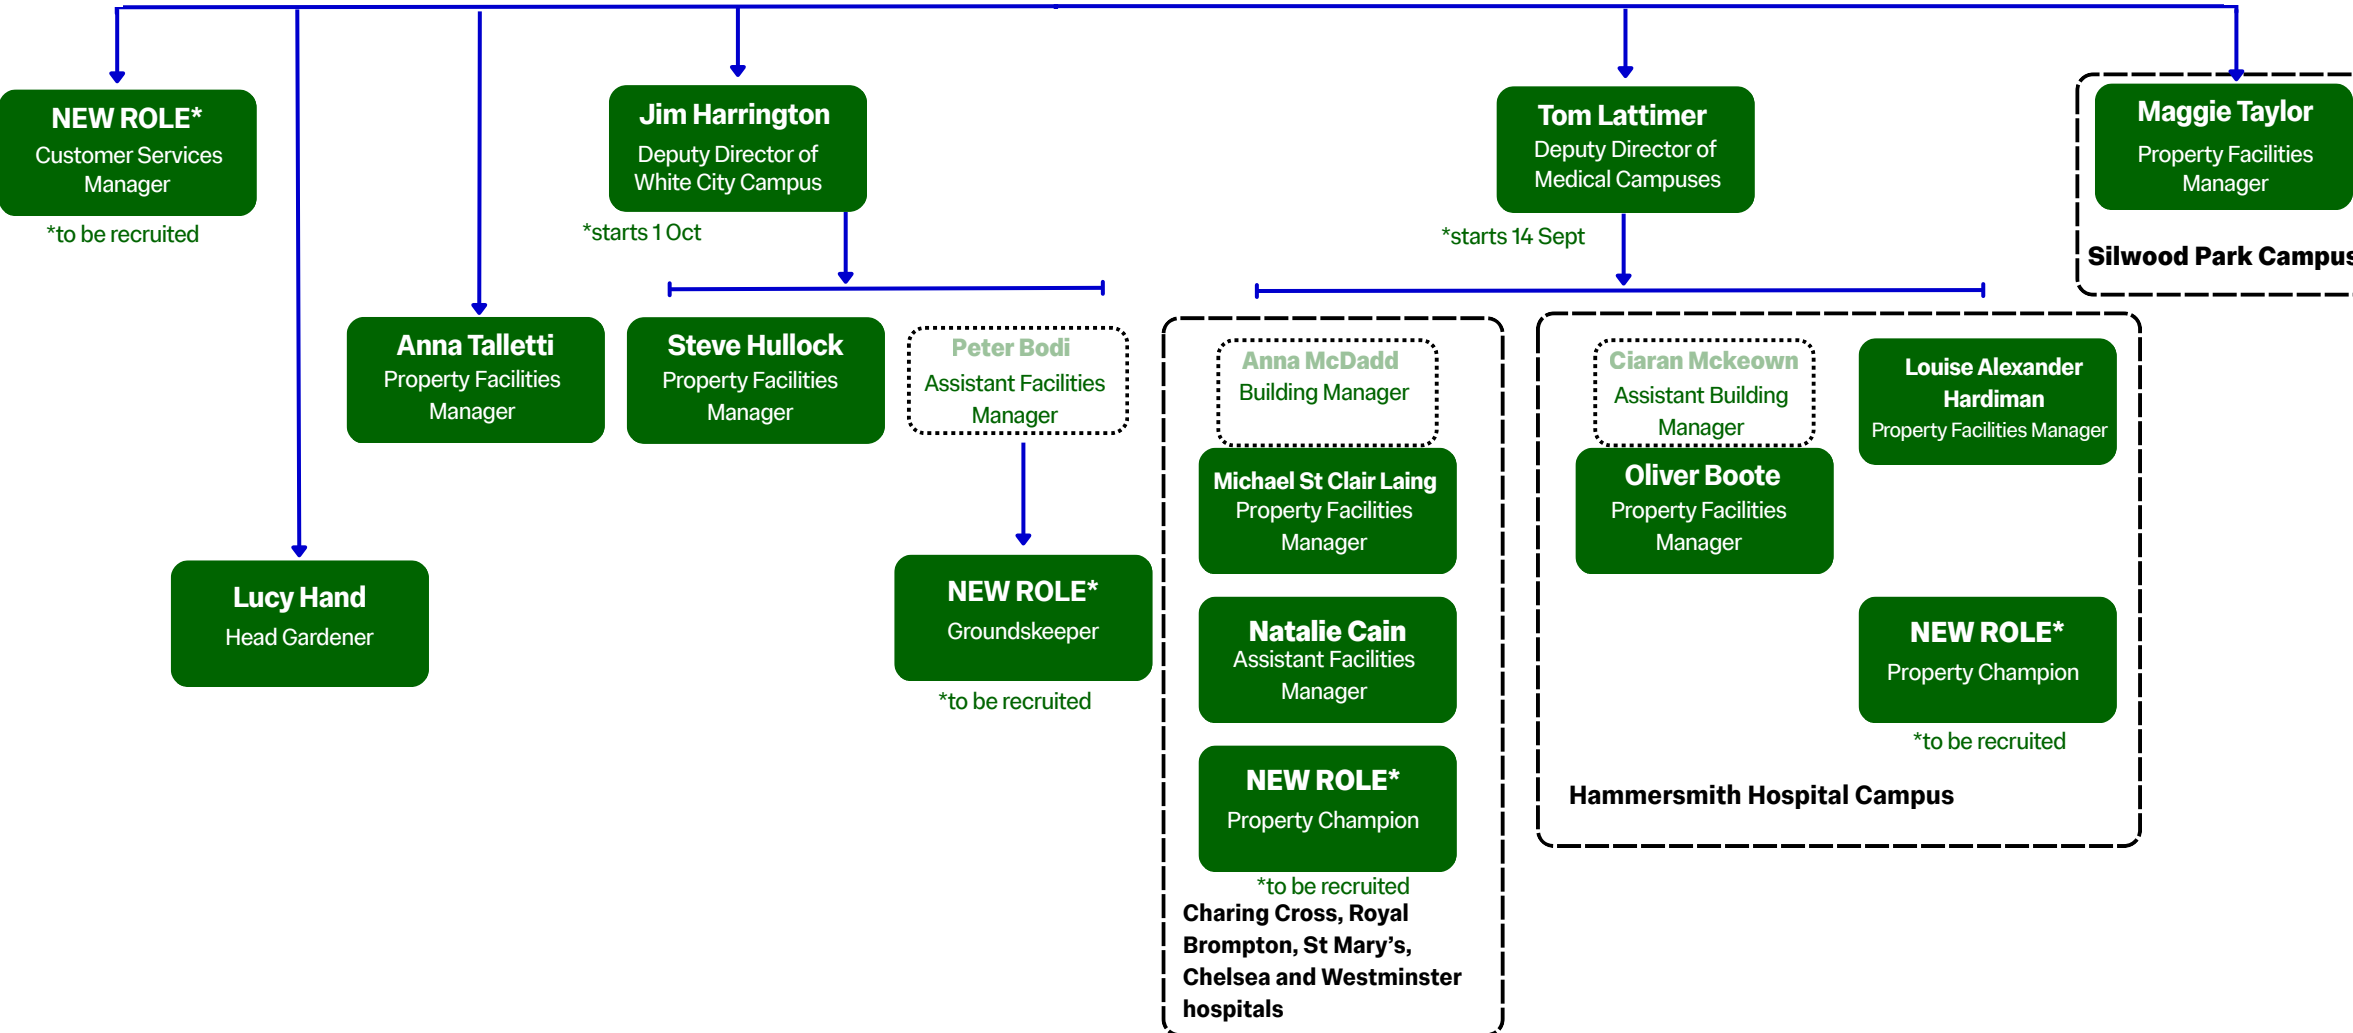 NEW ROLE*
Customer Services
Manager
*to be recruited
Jim Harrington
Deputy Director of
White City Campus
*starts 1 Oct
Tom Lattimer
Deputy Director of
Medical Campuses
*starts 14 Sept
Maggie Taylor
Property Facilities
Manager
Silwood Park Campus
Anna Talletti
Property Facilities
Manager
Steve Hullock
Property Facilities
Manager
Peter Bodi
Assistant Facilities
Manager
Anna McDadd
Building Manager
Ciaran Mckeown
Assistant Building
Manager
Louise Alexander
Hardiman
Property Facilities Manager
Michael St Clair Laing
Property Facilities
Manager
Oliver Boote
Property Facilities
Manager
Lucy Hand
Head Gardener
NEW ROLE*
Groundskeeper
*to be recruited
Natalie Cain
Assistant Facilities
Manager
NEW ROLE*
Property Champion
*to be recruited
NEW ROLE*
Property Champion
*to be recruited
Hammersmith Hospital Campus
Charing Cross, Royal
Brompton, St Mary’s,
Chelsea and Westminster
hospitals